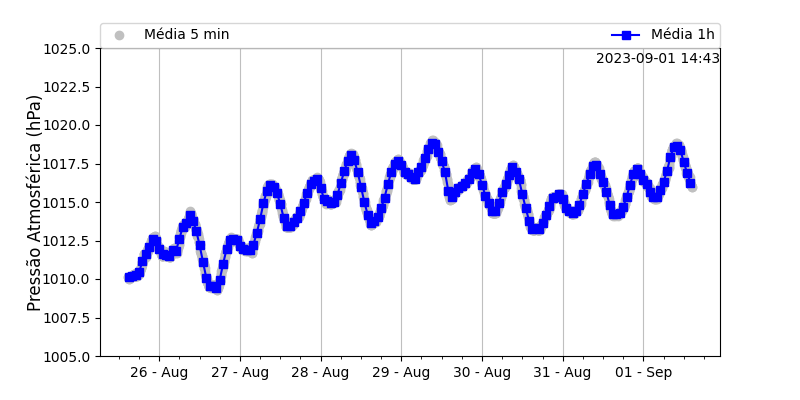 Média 5 min
Média 1h
2023-09-01 14:43
Pressão Atmosférica (hPa)
1025.0
1022.5
1020.0
1017.5
1015.0
1012.5
1010.0
1007.5
1005.0
26 - Aug
27 - Aug
28 - Aug
29 - Aug
30 - Aug
31 - Aug
01 - Sep